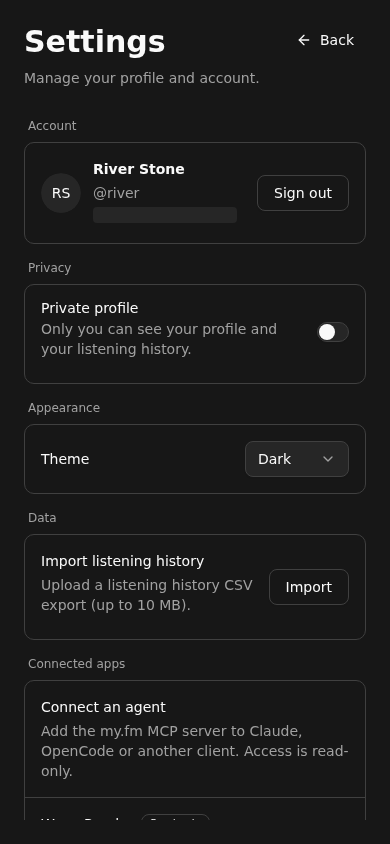 Settings
Back
Manage your profile and account.
Account
RS
River Stone
@river
Sign out
Privacy
Private profile
Only you can see your profile and
your listening history.
Appearance
Theme
Dark
Data
Import listening history
Upload a listening history CSV
export (up to 10 MB).
Import
Connected apps
Connect an agent
Add the my.fm MCP server to Claude,
OpenCode or another client. Access is read-
only.